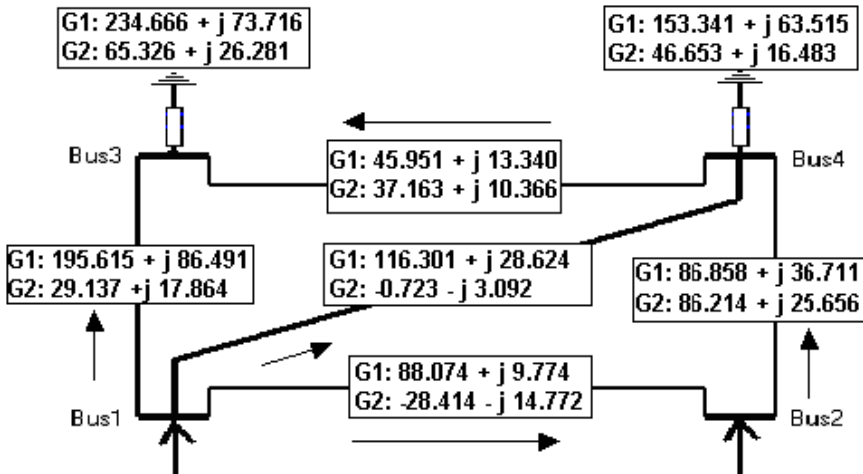 G1: 234.666 + j 73.716
G2: 65.326 + j 26.281
G1: 153.341 + j 63.515
G2: 46.653 + j 16.483
Bus3
G1: 45.951 + j 13.340
G2: 37.163 + j 10.366
Bus4
G1: 195.615 + j 86.491
G2: 29.137 +j 17.864
G1: 116.301 + j 28.624
G2: -0.723 - j 3.092
G1: 86.858 + j 36.711
G2: 86.214 + j 25.656
Bus1
G1: 88.074 + j 9.774
G2: -28.414 - j 14.772
Bus2